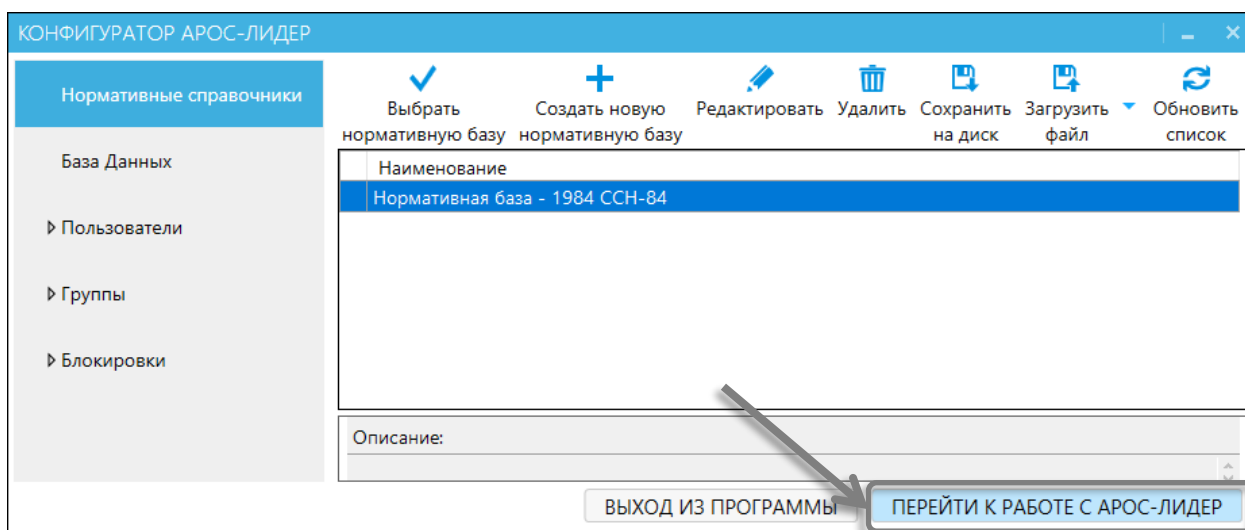 КОНФИГУРАТОР АРОС-ЛИДЕР
Нормативные справочники
База Данных
Пользователи
Группы
Блокировки
Выбрать
нормативную базу
Создать новую
нормативную базу
Редактировать
Удалить
Сохранить
на диск
Загрузить
файл
Обновить
список
Наименование
Нормативная база - 1984 ССН-84
Описание:
ВЫХОД ИЗ ПРОГРАММЫ
ПЕРЕЙТИ К РАБОТЕ С АРОС-ЛИДЕР